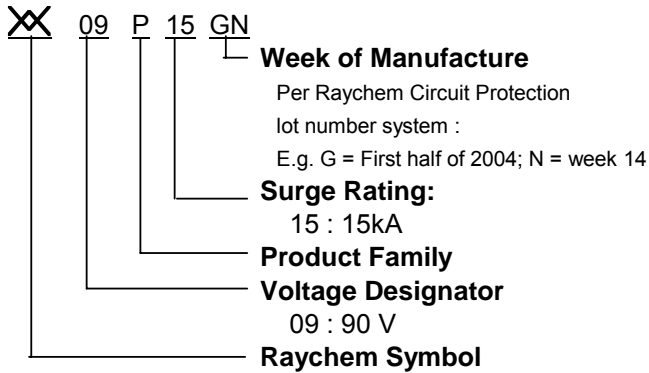 09 P 15 GN
Week of Manufacture
Per Raychem Circuit Protection
lot number system :
E.g. G = First half of 2004; N = week 14
Surge Rating:
15 : 15kA
Product Family
Voltage Designator
09 : 90 V
Raychem Symbol